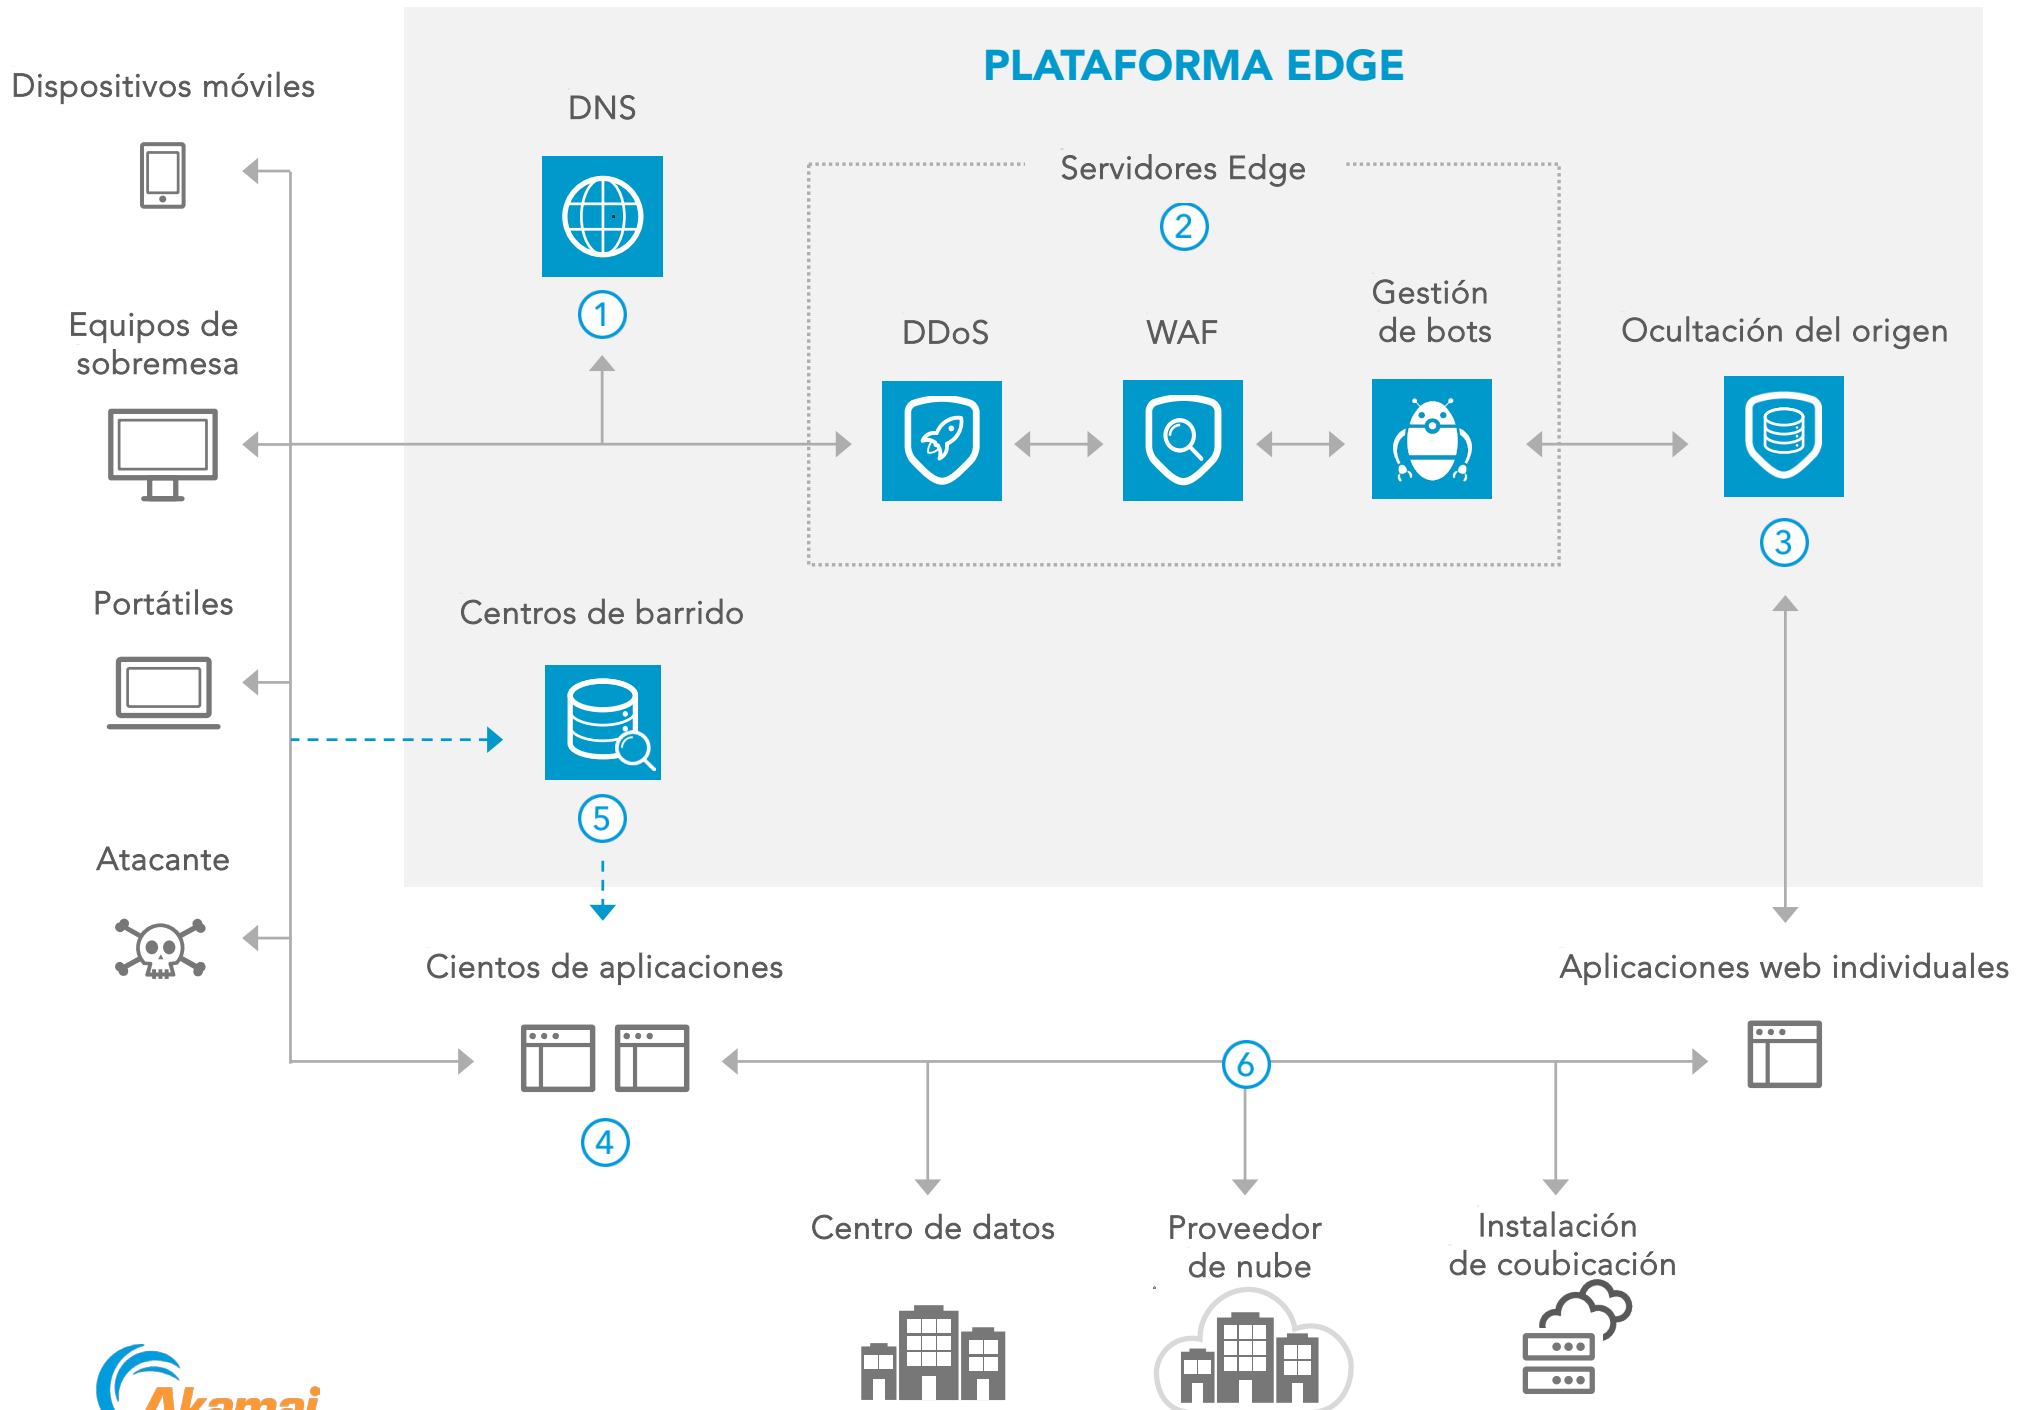 PLATAFORMA EDGE
Dispositivos móviles
DNS
Servidores Edge
2
1
Gestión
de bots
DDoS
WAF
Ocultación del origen
Equipos de
sobremesa
3
Portátiles
Centros de barrido
5
Atacante
Cientos de aplicaciones
Aplicaciones web individuales
6
4
Centro de datos
Proveedor
de nube
Instalación
de coubicación
Akamai